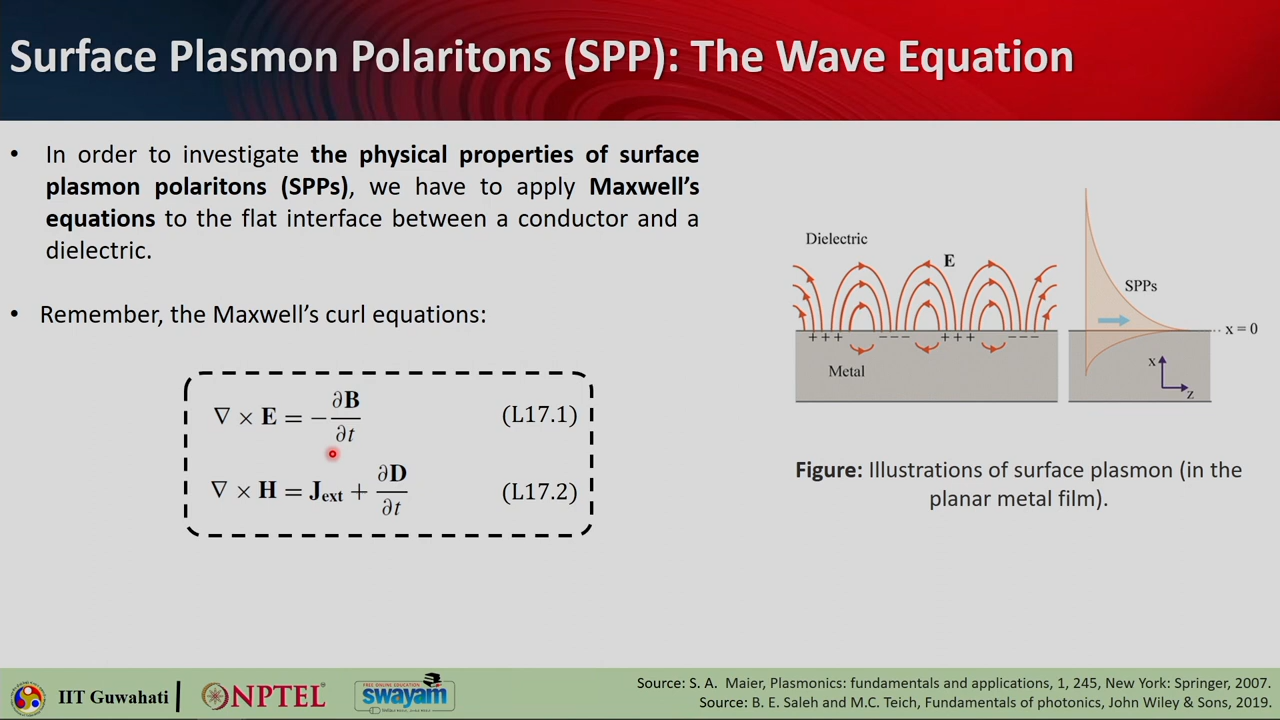 Surface Plasmon Polaritons (SPP): The Wave Equation
• In order to investigate the physical properties of surface
plasmon polaritons (SPPs), we have to apply Maxwell's
equations to the flat interface between a conductor and a
dielectric.
• Remember, the Maxwell's curl equations:
∇ × E = −∂B/∂t (L17.1)
∇ × H = J_ext + ∂D/∂t (L17.2)
Dielectric
E
+++ --- +++ ---
Metal
SPPs
x = 0
x
z
Figure: Illustrations of surface plasmon (in the
planar metal film).
IIT Guwahati
NPTEL
FREE ONLINE EDUCATION
swayam
Source: S. A. Maier, Plasmonics: fundamentals and applications, 1, 245, New York: Springer, 2007.
Source: B. E. Saleh and M.C. Teich, Fundamentals of photonics, John Wiley & Sons, 2019.